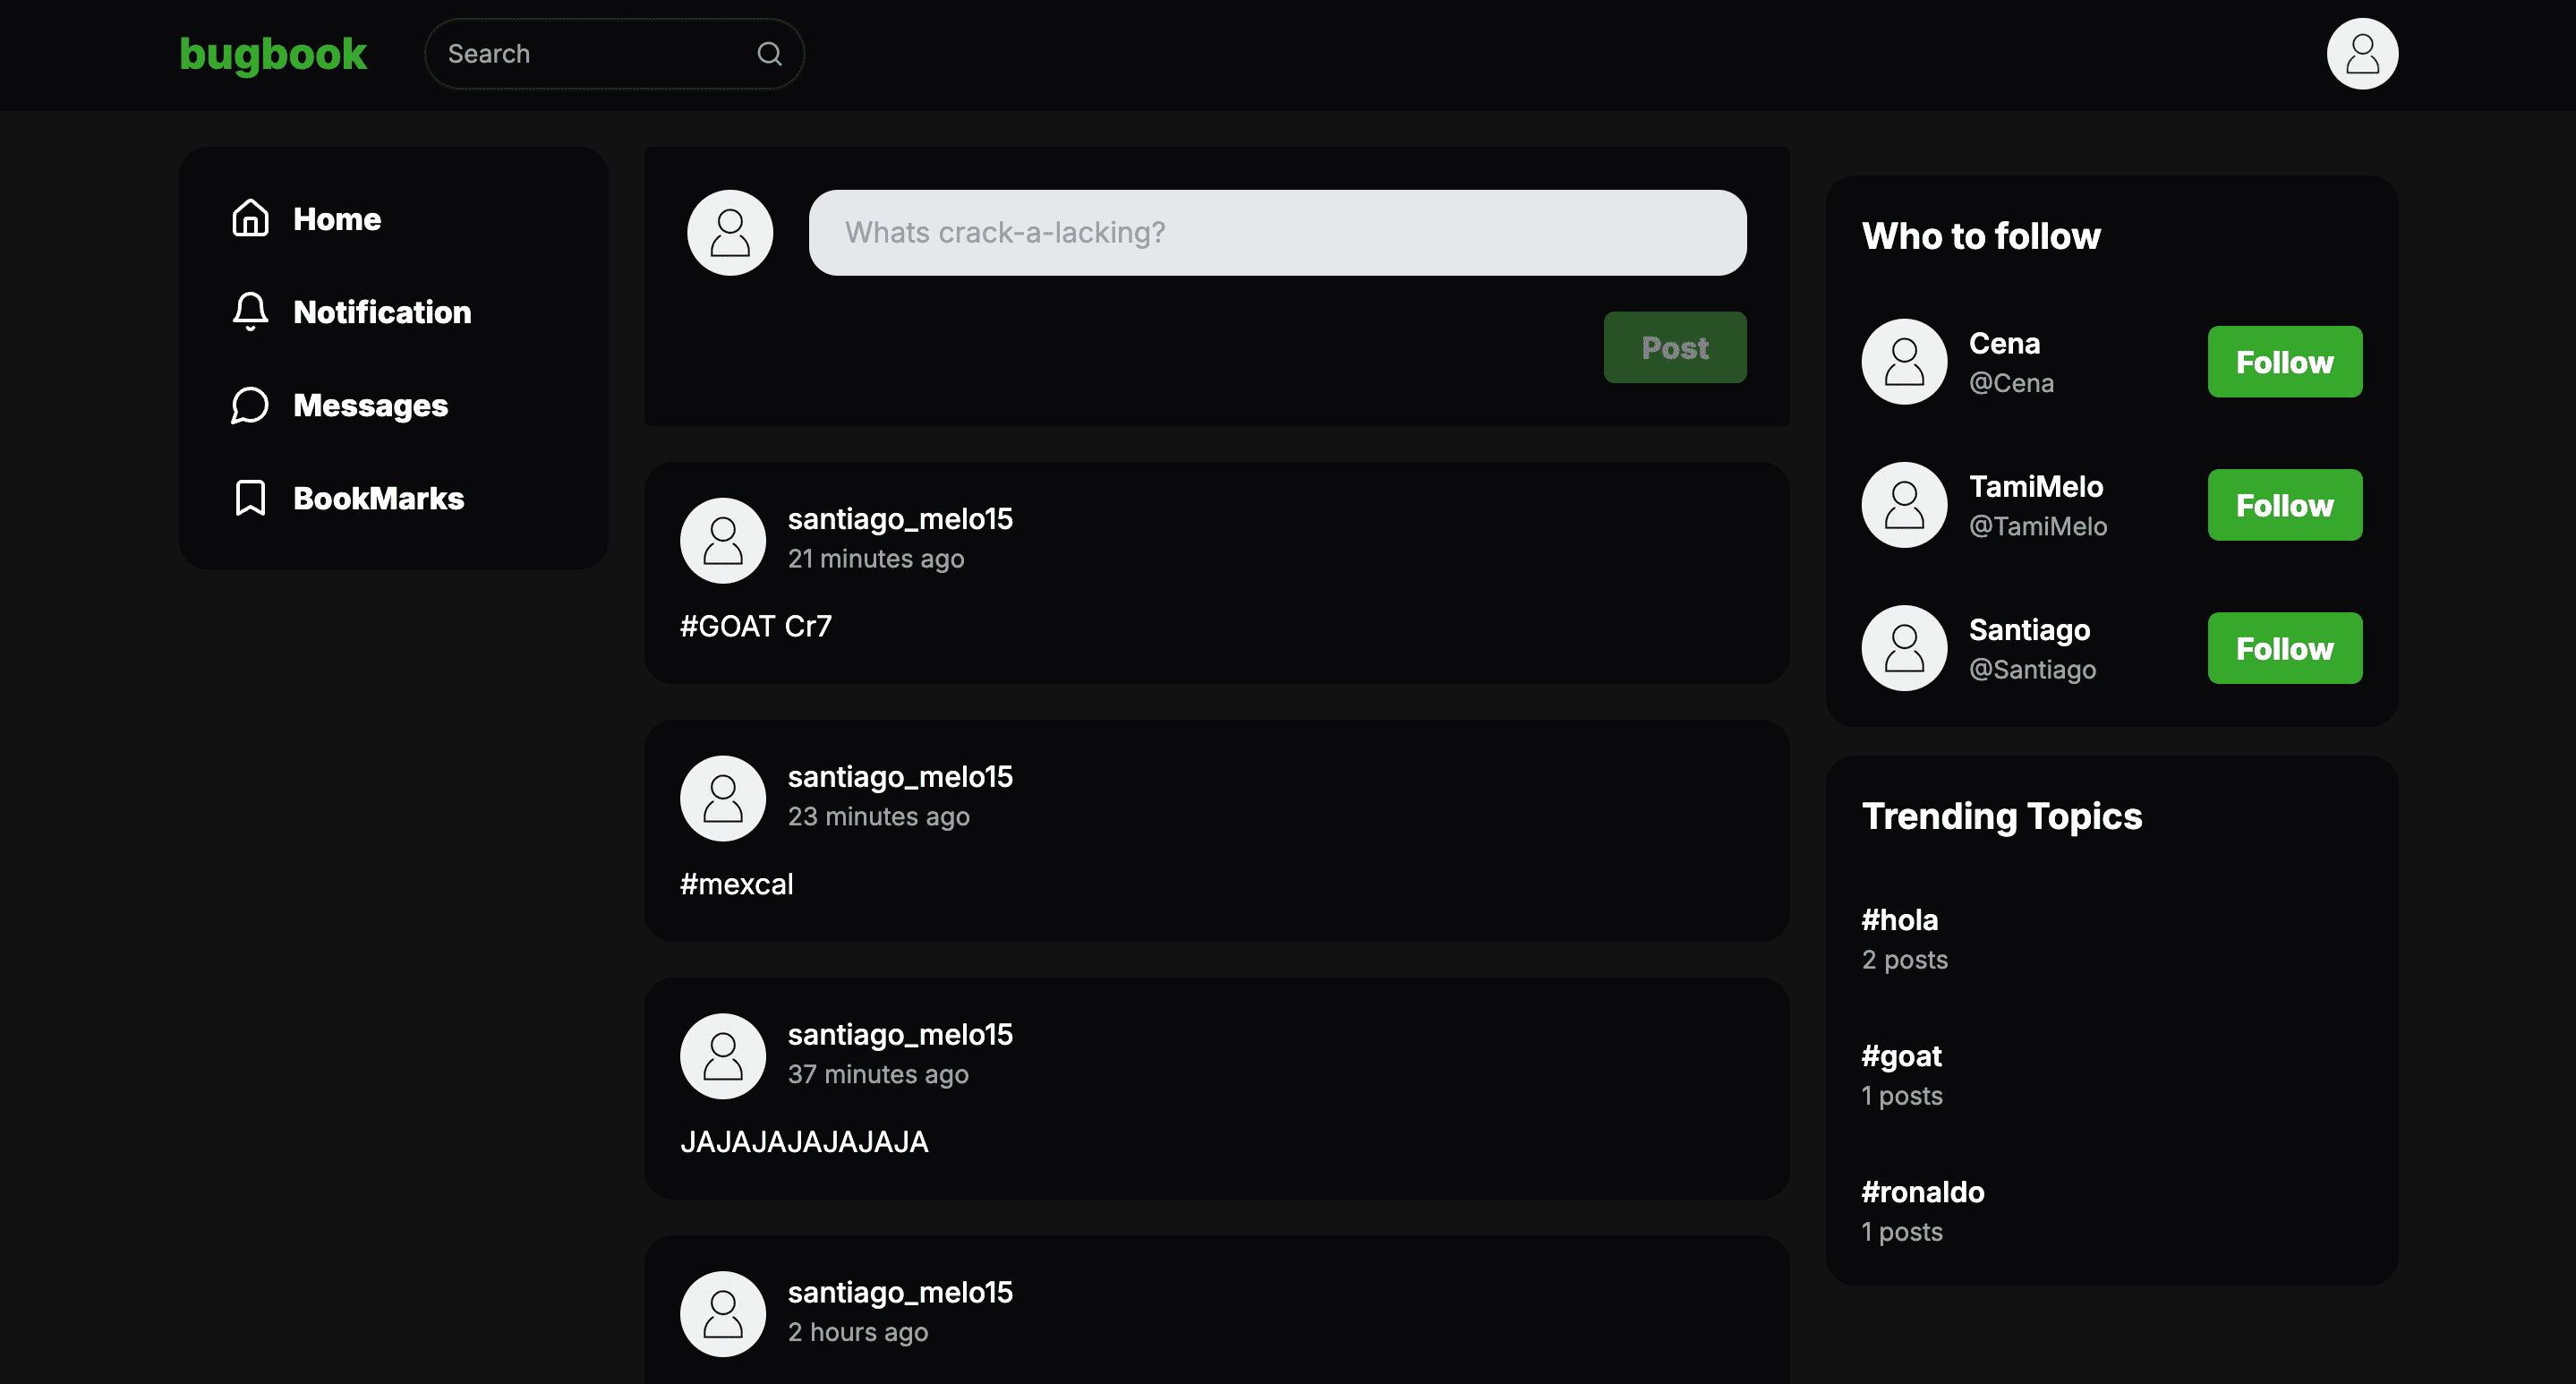 bugbook
Search
Home
Notification
Messages
BookMarks
Whats crack-a-lacking?
Post
santiago_melo15
21 minutes ago
#GOAT Cr7
santiago_melo15
23 minutes ago
#mexcal
santiago_melo15
37 minutes ago
JAJAJAJAJAJAJA
santiago_melo15
2 hours ago
Who to follow
Cena
@Cena
Follow
TamiMelo
@TamiMelo
Follow
Santiago
@Santiago
Follow
Trending Topics
#hola
2 posts
#goat
1 posts
#ronaldo
1 posts